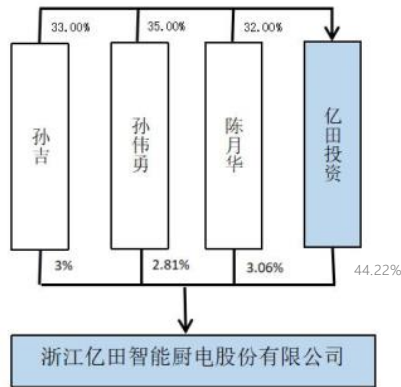 33.00%
35.00%
32.00%
孙吉
孙伟勇
陈月华
亿田投资
3%
2.81%
3.06%
44.22%
浙江亿田智能厨电股份有限公司